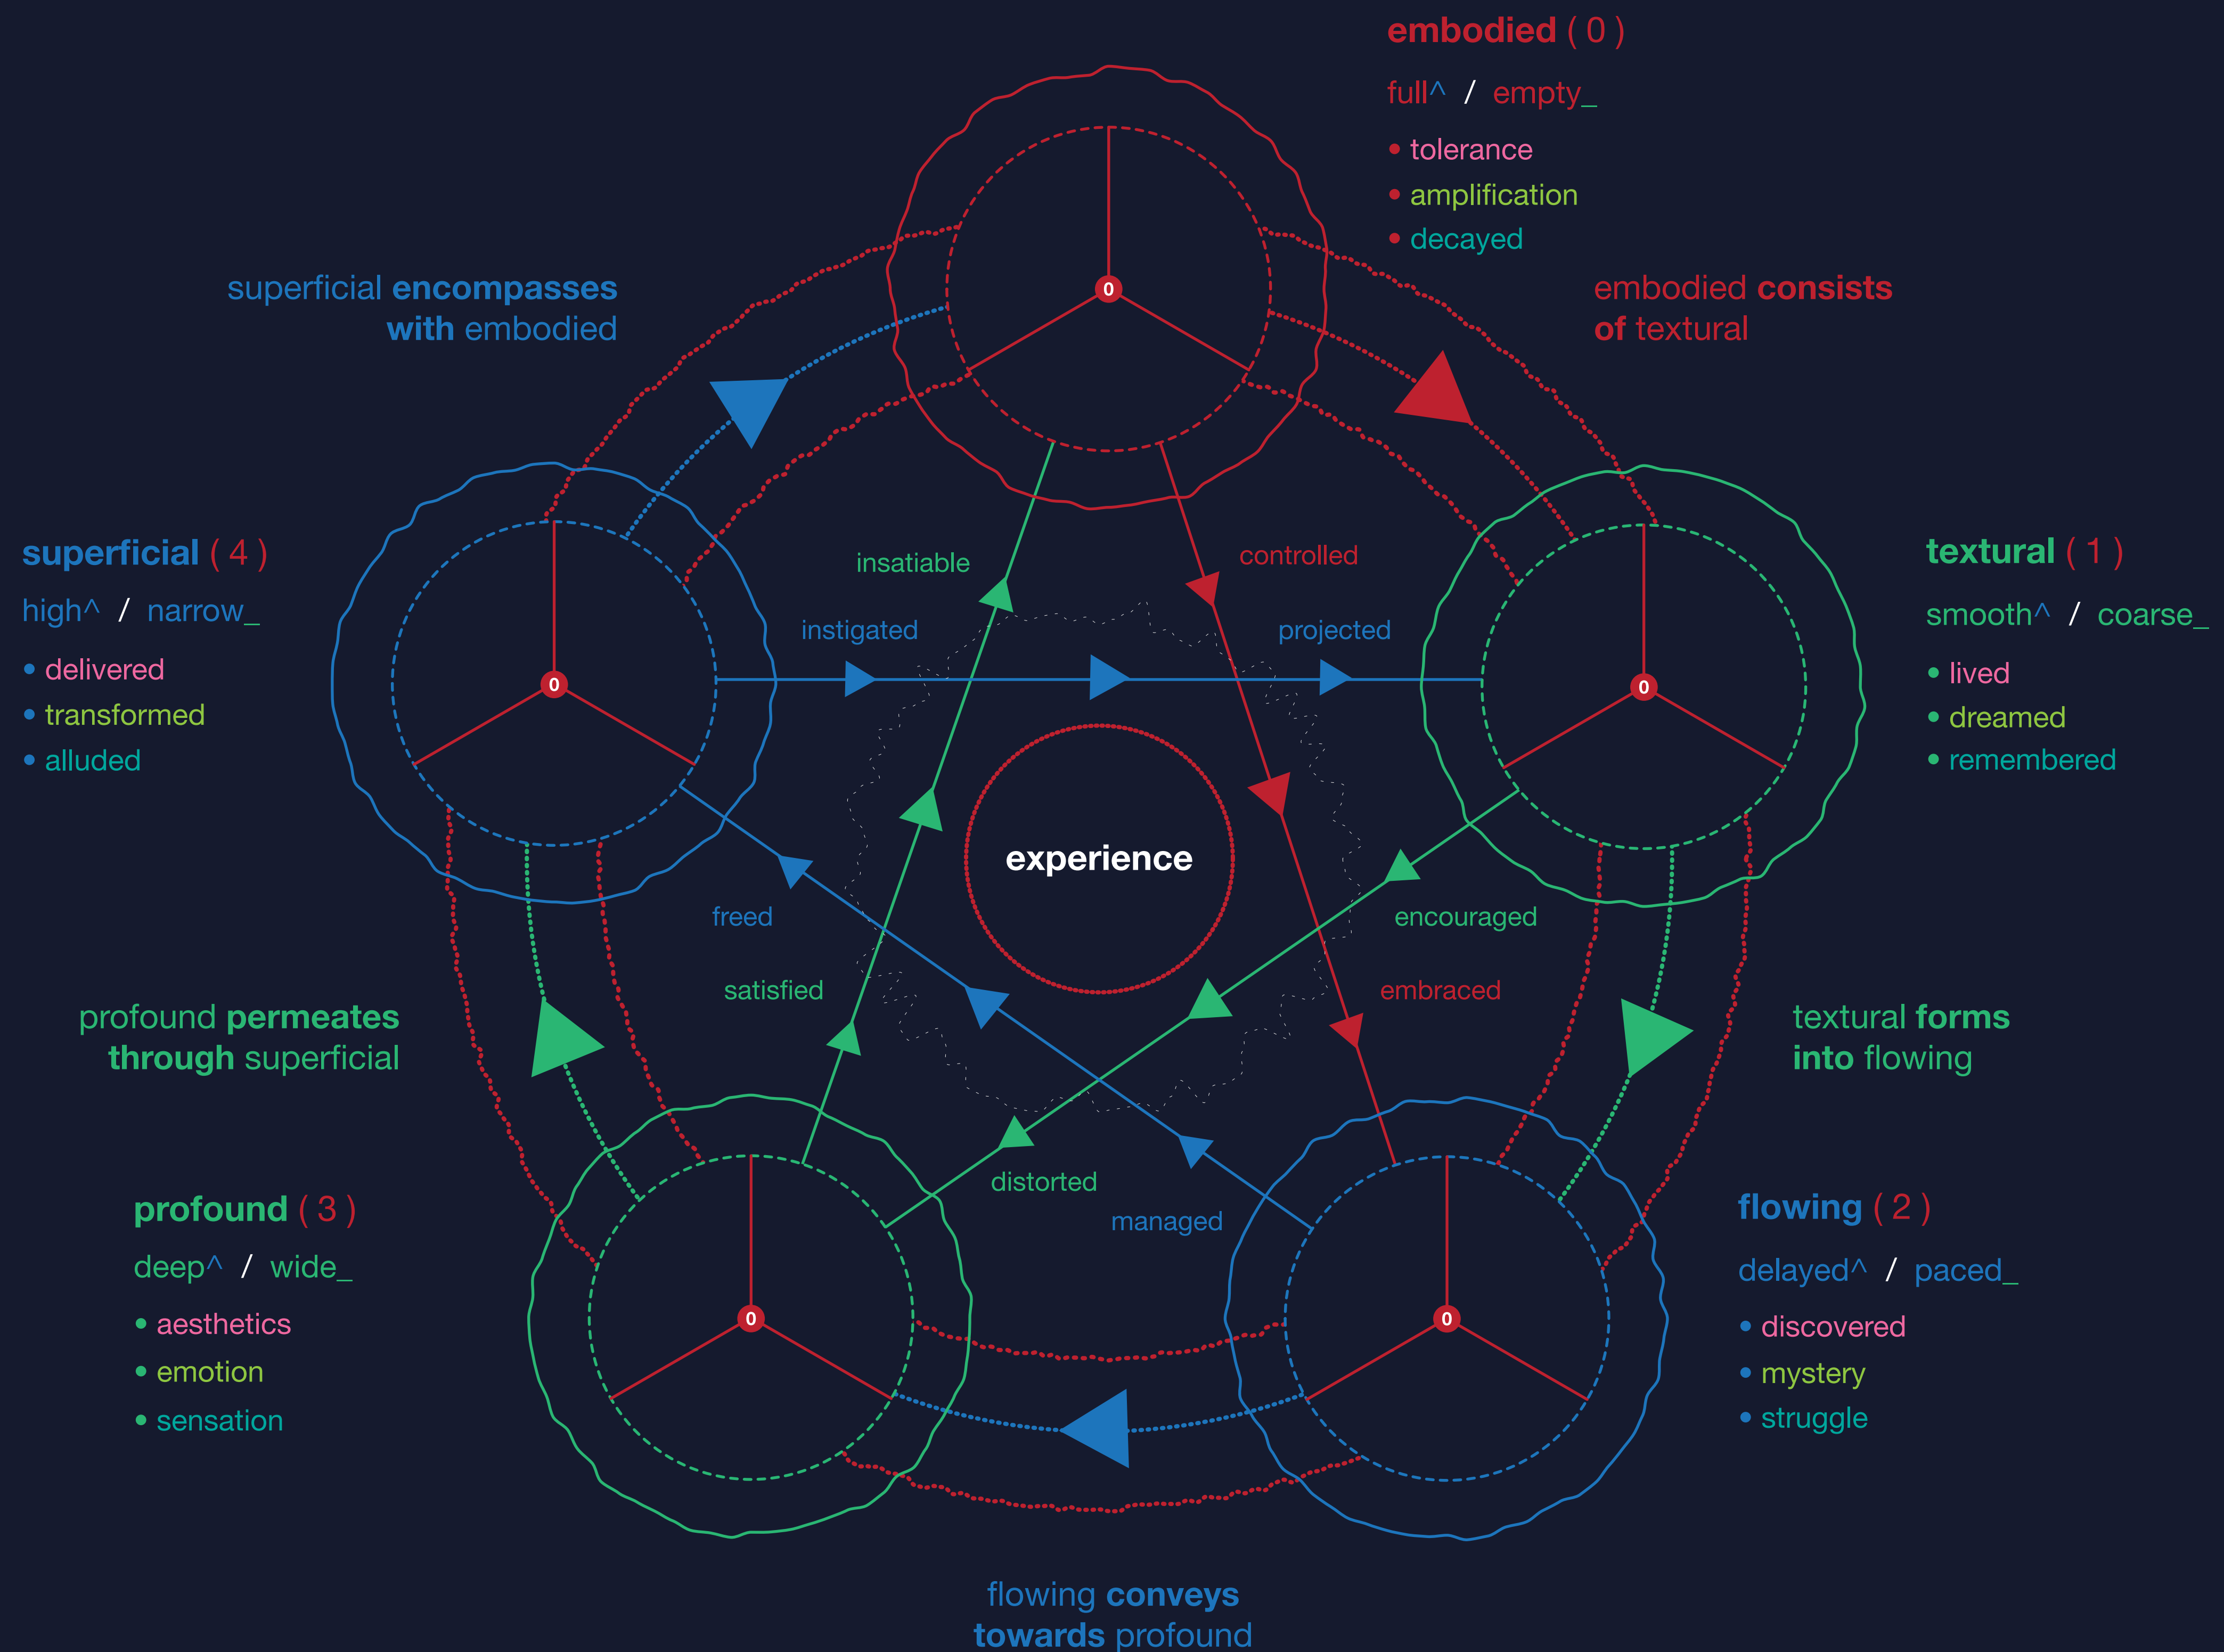 embodied ( 0 )
full^ / empty_
• tolerance
• amplification
• decayed
superficial encompasses
with embodied
embodied consists
of textural
0
superficial ( 4 )
high^ / narrow_
• delivered
• transformed
• alluded
0
insatiable
controlled
instigated
projected
textural ( 1 )
smooth^ / coarse_
• lived
• dreamed
• remembered
0
experience
freed
encouraged
satisfied
embraced
profound permeates
through superficial
textural forms
into flowing
distorted
managed
profound ( 3 )
deep^ / wide_
• aesthetics
• emotion
• sensation
0
flowing ( 2 )
delayed^ / paced_
• discovered
• mystery
• struggle
0
flowing conveys
towards profound